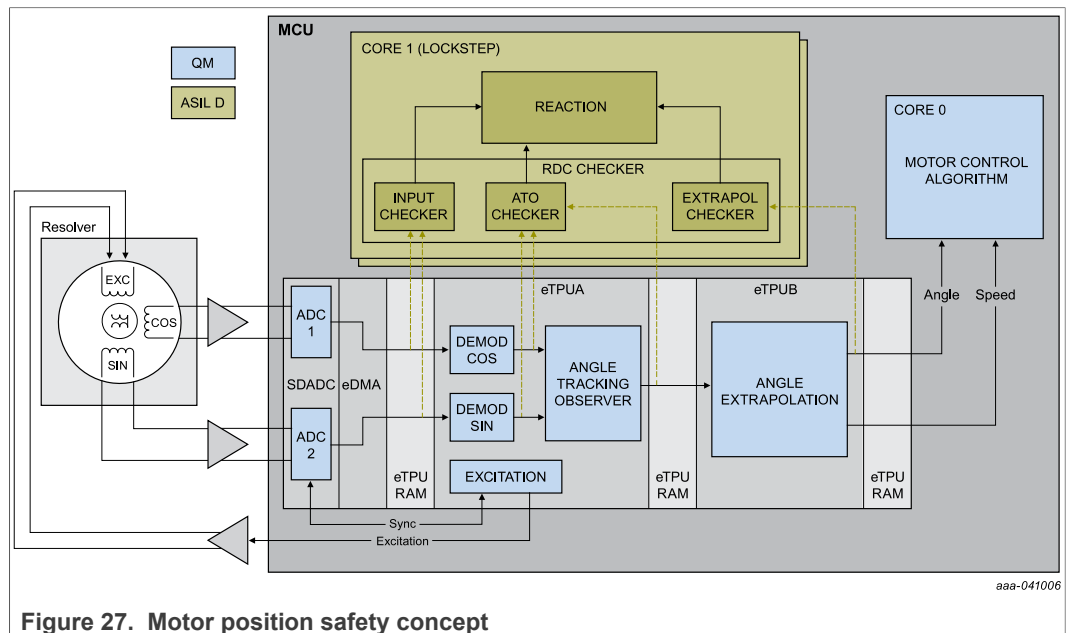 MCU
QM
ASIL D
CORE 1 (LOCKSTEP)
REACTION
RDC CHECKER
INPUT
CHECKER
ATO
CHECKER
EXTRAPOL
CHECKER
CORE 0
MOTOR CONTROL
ALGORITHM
Resolver
EXC
COS
SIN
ADC
1
SDADC
eDMA
ADC
2
eTPU
RAM
eTPUA
DEMOD
COS
DEMOD
SIN
ANGLE
TRACKING
OBSERVER
EXCITATION
eTPU
RAM
eTPUB
ANGLE
EXTRAPOLATION
eTPU
RAM
Angle
Speed
Sync
Excitation
aaa-041006
Figure 27. Motor position safety concept